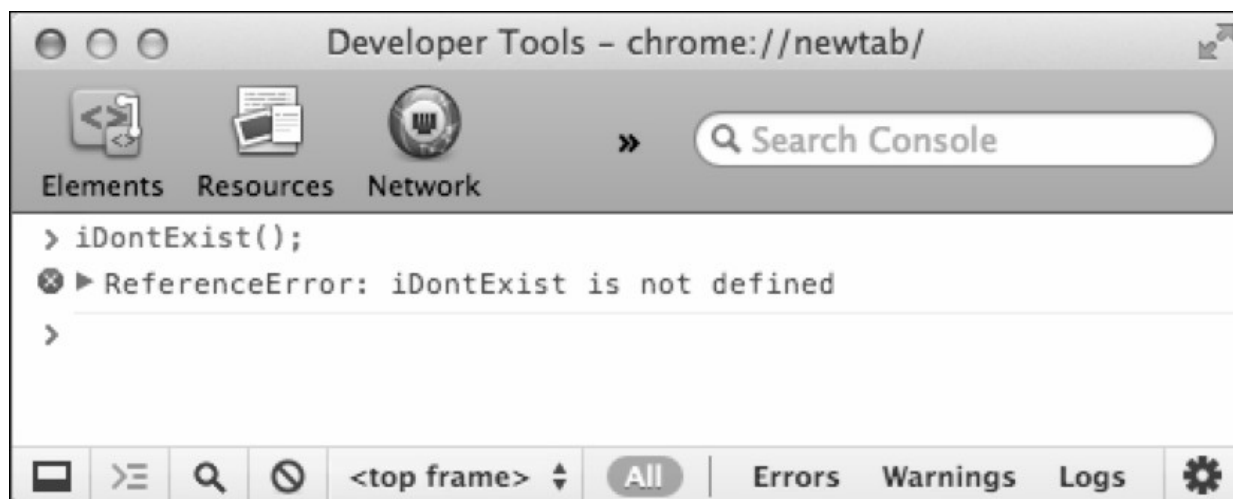 Developer Tools – chrome://newtab/
» Search Console
Elements Resources Network
> iDontExist();
ReferenceError: iDontExist is not defined
>
<top frame> All Errors Warnings Logs